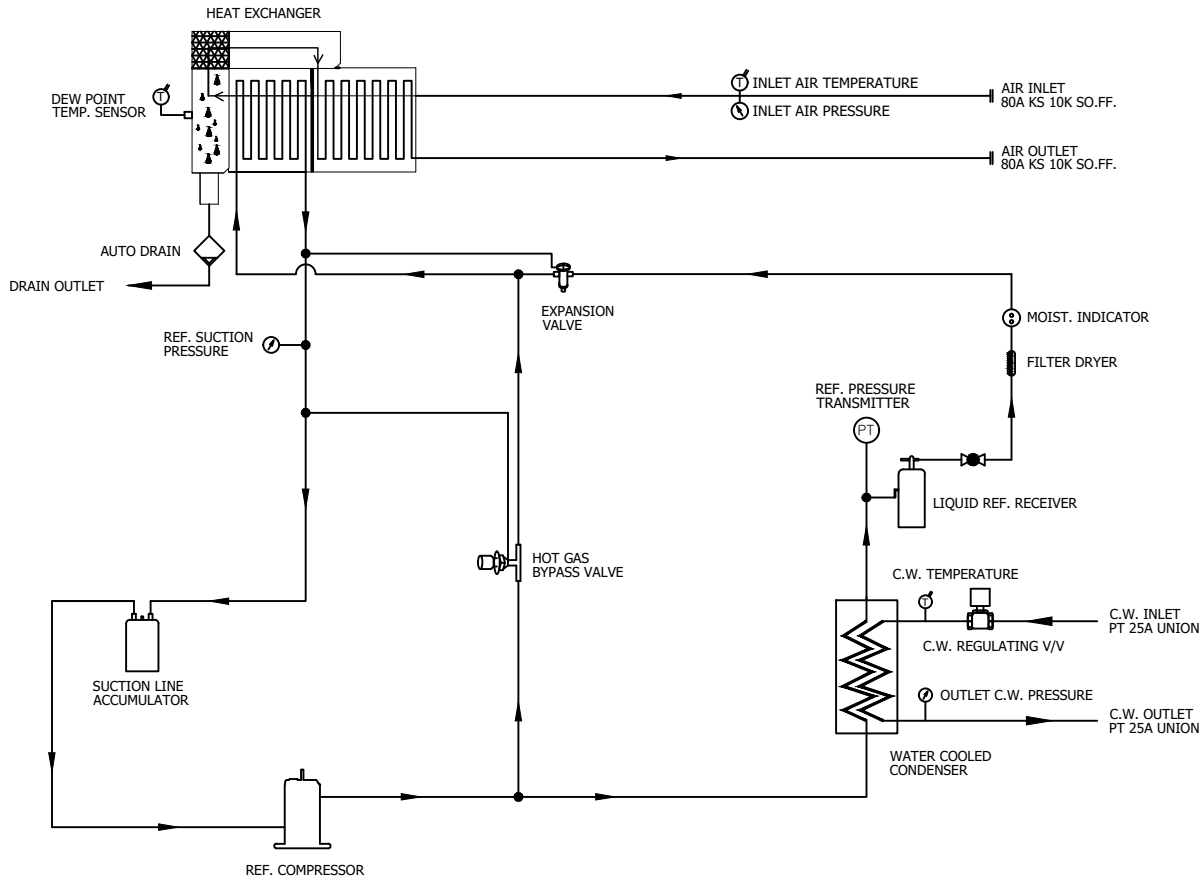 HEAT EXCHANGER
DEW POINT
TEMP. SENSOR
T
T
INLET AIR TEMPERATURE
INLET AIR PRESSURE
AIR INLET
80A KS 10K SO.FF.
AIR OUTLET
80A KS 10K SO.FF.
AUTO DRAIN
DRAIN OUTLET
EXPANSION
VALVE
REF. SUCTION
PRESSURE
MOIST. INDICATOR
FILTER DRYER
REF. PRESSURE
TRANSMITTER
PT
LIQUID REF. RECEIVER
HOT GAS
BYPASS VALVE
C.W. TEMPERATURE
T
C.W. INLET
PT 25A UNION
C.W. REGULATING V/V
SUCTION LINE
ACCUMULATOR
OUTLET C.W. PRESSURE
C.W. OUTLET
PT 25A UNION
WATER COOLED
CONDENSER
REF. COMPRESSOR